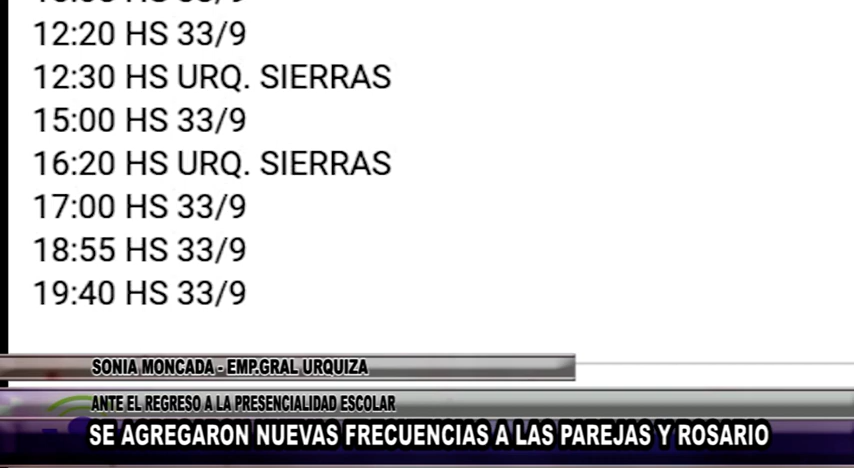 12:20 HS 33/9
12:30 HS URQ. SIERRAS
15:00 HS 33/9
16:20 HS URQ. SIERRAS
17:00 HS 33/9
18:55 HS 33/9
19:40 HS 33/9
SONIA MONCADA - EMP.GRAL URQUIZA
ANTE EL REGRESO A LA PRESENCIALIDAD ESCOLAR
SE AGREGARON NUEVAS FRECUENCIAS A LAS PAREJAS Y ROSARIO